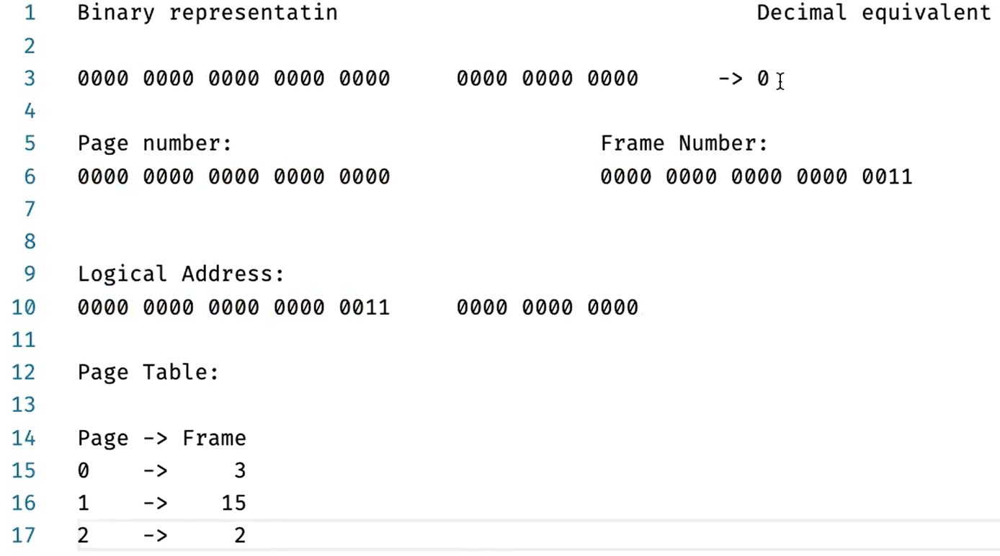 1 Binary representatin Decimal equivalent
2
3 0000 0000 0000 0000 0000 0000 0000 0000 -> 0
4
5 Page number: Frame Number:
6 0000 0000 0000 0000 0000 0000 0000 0000 0000 0011
7
8
9 Logical Address:
10 0000 0000 0000 0000 0011 0000 0000 0000
11
12 Page Table:
13
14 Page -> Frame
15 0 -> 3
16 1 -> 15
17 2 -> 2